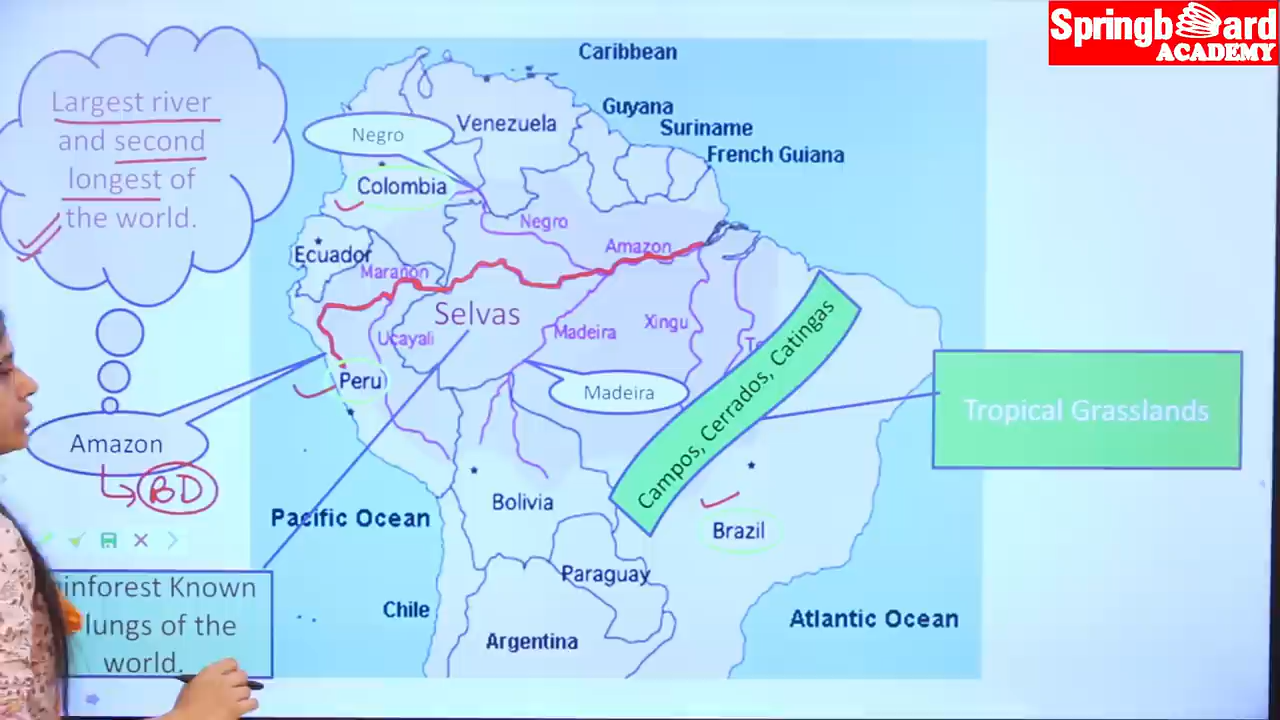 Springboard
ACADEMY
Largest river
and second
longest of
the world.
Amazon
BD
Known
lungs of the
world.
Caribbean
Guyana
Suriname
French Guiana
Venezuela
Negro
Colombia
Negro
Amazon
Ecuador
Marañon
Selvas
Ucayali
Madeira
Xingu
Peru
Madeira
Campos, Cerrados, Catingas
Tropical Grasslands
Bolivia
Pacific Ocean
Brazil
Paraguay
Chile
Argentina
Atlantic Ocean